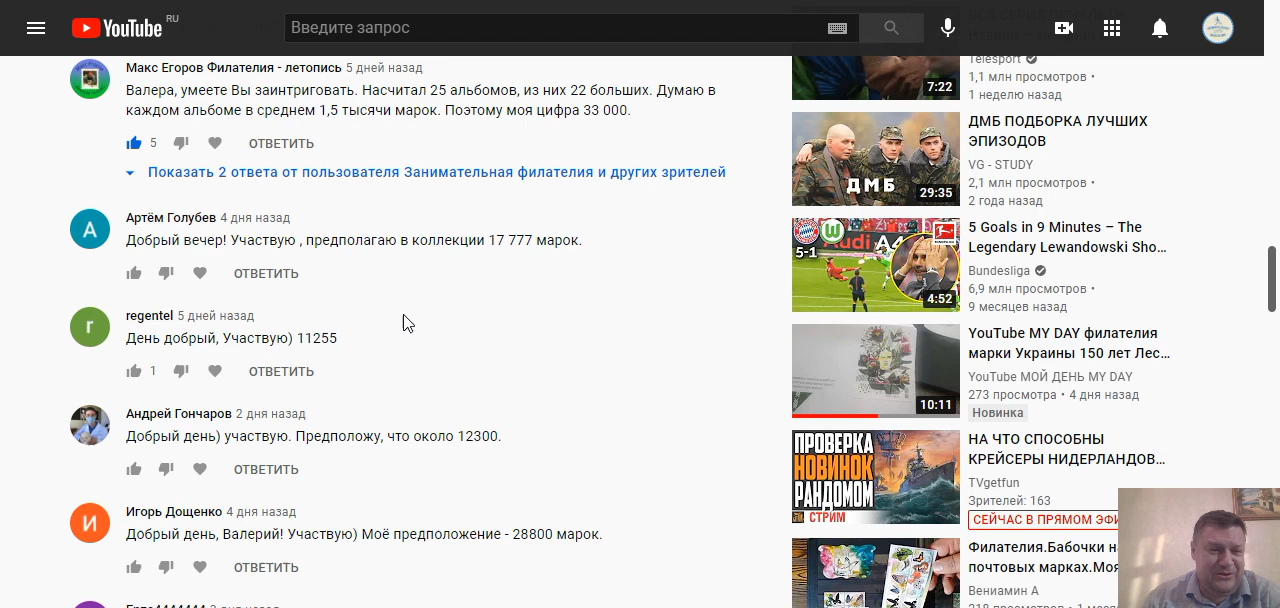 YouTube RU
Введите запрос
Макс Егоров Филателия - летопись 5 дней назад
Валера, умеете Вы заинтриговать. Насчитал 25 альбомов, из них 22 больших. Думаю в
каждом альбоме в среднем 1,5 тысячи марок. Поэтому моя цифра 33 000.
5 ОТВЕТИТЬ
Показать 2 ответа от пользователя Занимательная филателия и других зрителей
А
Артём Голубев 4 дня назад
Добрый вечер! Участвую , предполагаю в коллекции 17 777 марок.
ОТВЕТИТЬ
r
regentel 5 дней назад
День добрый, Участвую) 11255
1 ОТВЕТИТЬ
Андрей Гончаров 2 дня назад
Добрый день) участвую. Предположу, что около 12300.
ОТВЕТИТЬ
И
Игорь Дощенко 4 дня назад
Добрый день, Валерий! Участвую) Моё предположение - 28800 марок.
ОТВЕТИТЬ
7:22
Telesport
1,1 млн просмотров •
1 неделю назад
ДМБ
29:35
ДМБ ПОДБОРКА ЛУЧШИХ
ЭПИЗОДОВ
VG - STUDY
2,1 млн просмотров •
2 года назад
5-1
Audi A4
4:52
5 Goals in 9 Minutes – The
Legendary Lewandowski Sho...
Bundesliga
6,9 млн просмотров •
9 месяцев назад
10:11
YouTube MY DAY филателия
марки Украины 150 лет Лес...
YouTube МОЙ ДЕНЬ MY DAY
273 просмотра • 4 дня назад
Новинка
ПРОВЕРКА
НОВИНОК
РАНДОМОМ
СТРИМ
НА ЧТО СПОСОБНЫ
КРЕЙСЕРЫ НИДЕРЛАНДОВ...
TVgetfun
Зрителей: 163
СЕЙЧАС В ПРЯМОМ ЭФИ
Филателия.Бабочки н
почтовых марках.Моя
Вениамин А